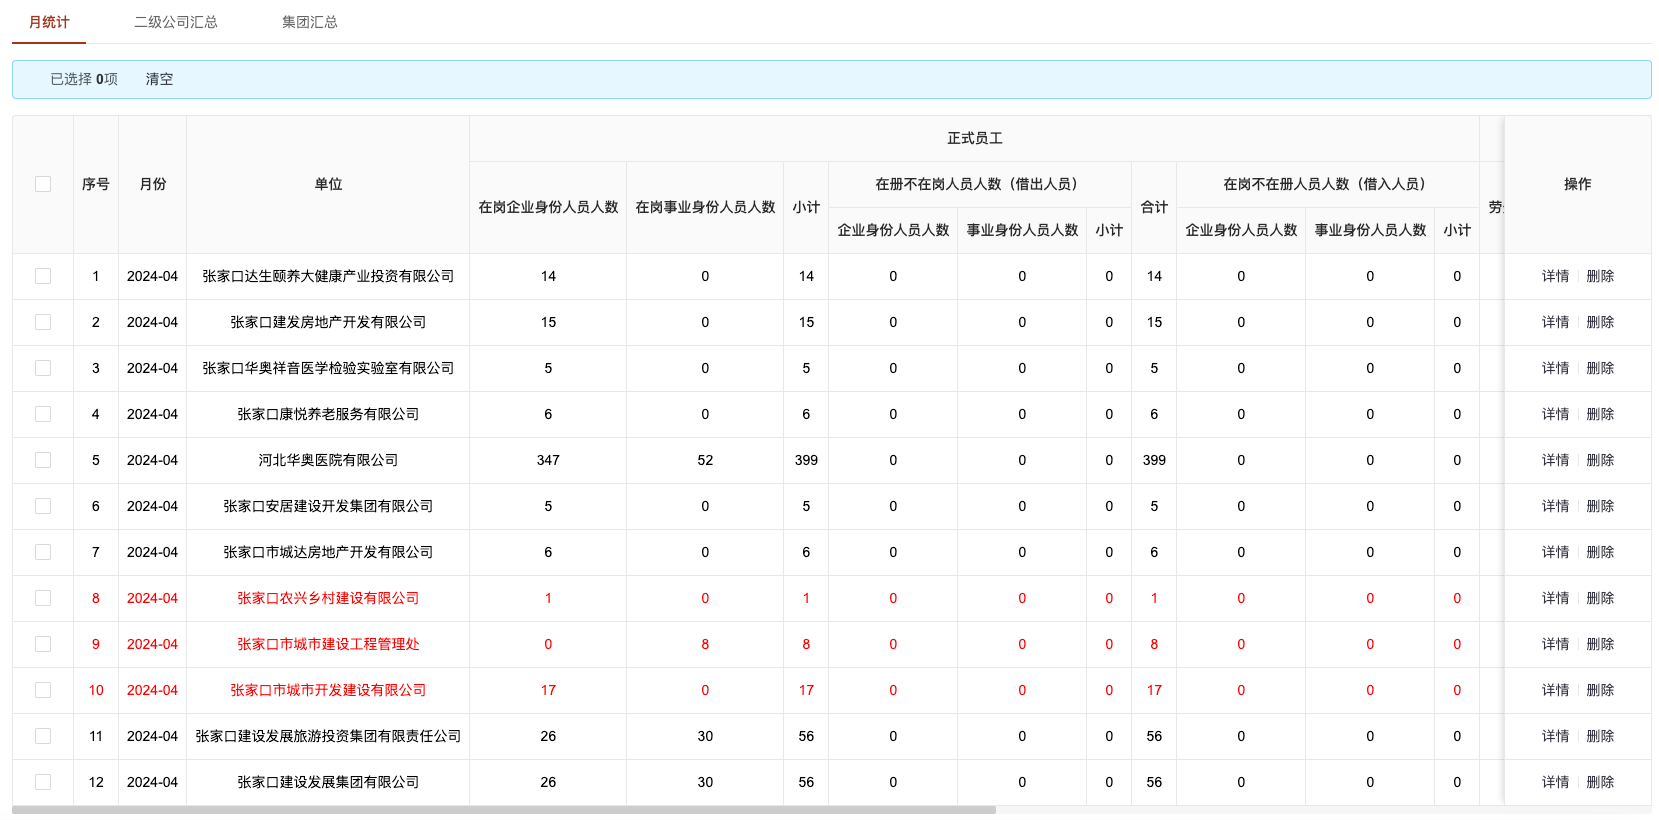 月统计 二级公司汇总 集团汇总
已选择 0项 清空
正式员工
序号 月份 单位 在册不在岗人员人数（借出人员） 在岗不在册人员人数（借入人员） 操作
在岗企业身份人员人数 在岗事业身份人员人数 小计 合计
企业身份人员人数 事业身份人员人数 小计 企业身份人员人数 事业身份人员人数 小计
1 2024-04 张家口达生颐养大健康产业投资有限公司 14 0 14 0 0 0 14 0 0 0 详情 删除
2 2024-04 张家口建发房地产开发有限公司 15 0 15 0 0 0 15 0 0 0 详情 删除
3 2024-04 张家口华奥祥音医学检验实验室有限公司 5 0 5 0 0 0 5 0 0 0 详情 删除
4 2024-04 张家口康悦养老服务有限公司 6 0 6 0 0 0 6 0 0 0 详情 删除
5 2024-04 河北华奥医院有限公司 347 52 399 0 0 0 399 0 0 0 详情 删除
6 2024-04 张家口安居建设开发集团有限公司 5 0 5 0 0 0 5 0 0 0 详情 删除
7 2024-04 张家口市城达房地产开发有限公司 6 0 6 0 0 0 6 0 0 0 详情 删除
8 2024-04 张家口农兴乡村建设有限公司 1 0 1 0 0 0 1 0 0 0 详情 删除
9 2024-04 张家口市城市建设工程管理处 0 8 8 0 0 0 8 0 0 0 详情 删除
10 2024-04 张家口市城市开发建设有限公司 17 0 17 0 0 0 17 0 0 0 详情 删除
11 2024-04 张家口建设发展旅游投资集团有限责任公司 26 30 56 0 0 0 56 0 0 0 详情 删除
12 2024-04 张家口建设发展集团有限公司 26 30 56 0 0 0 56 0 0 0 详情 删除